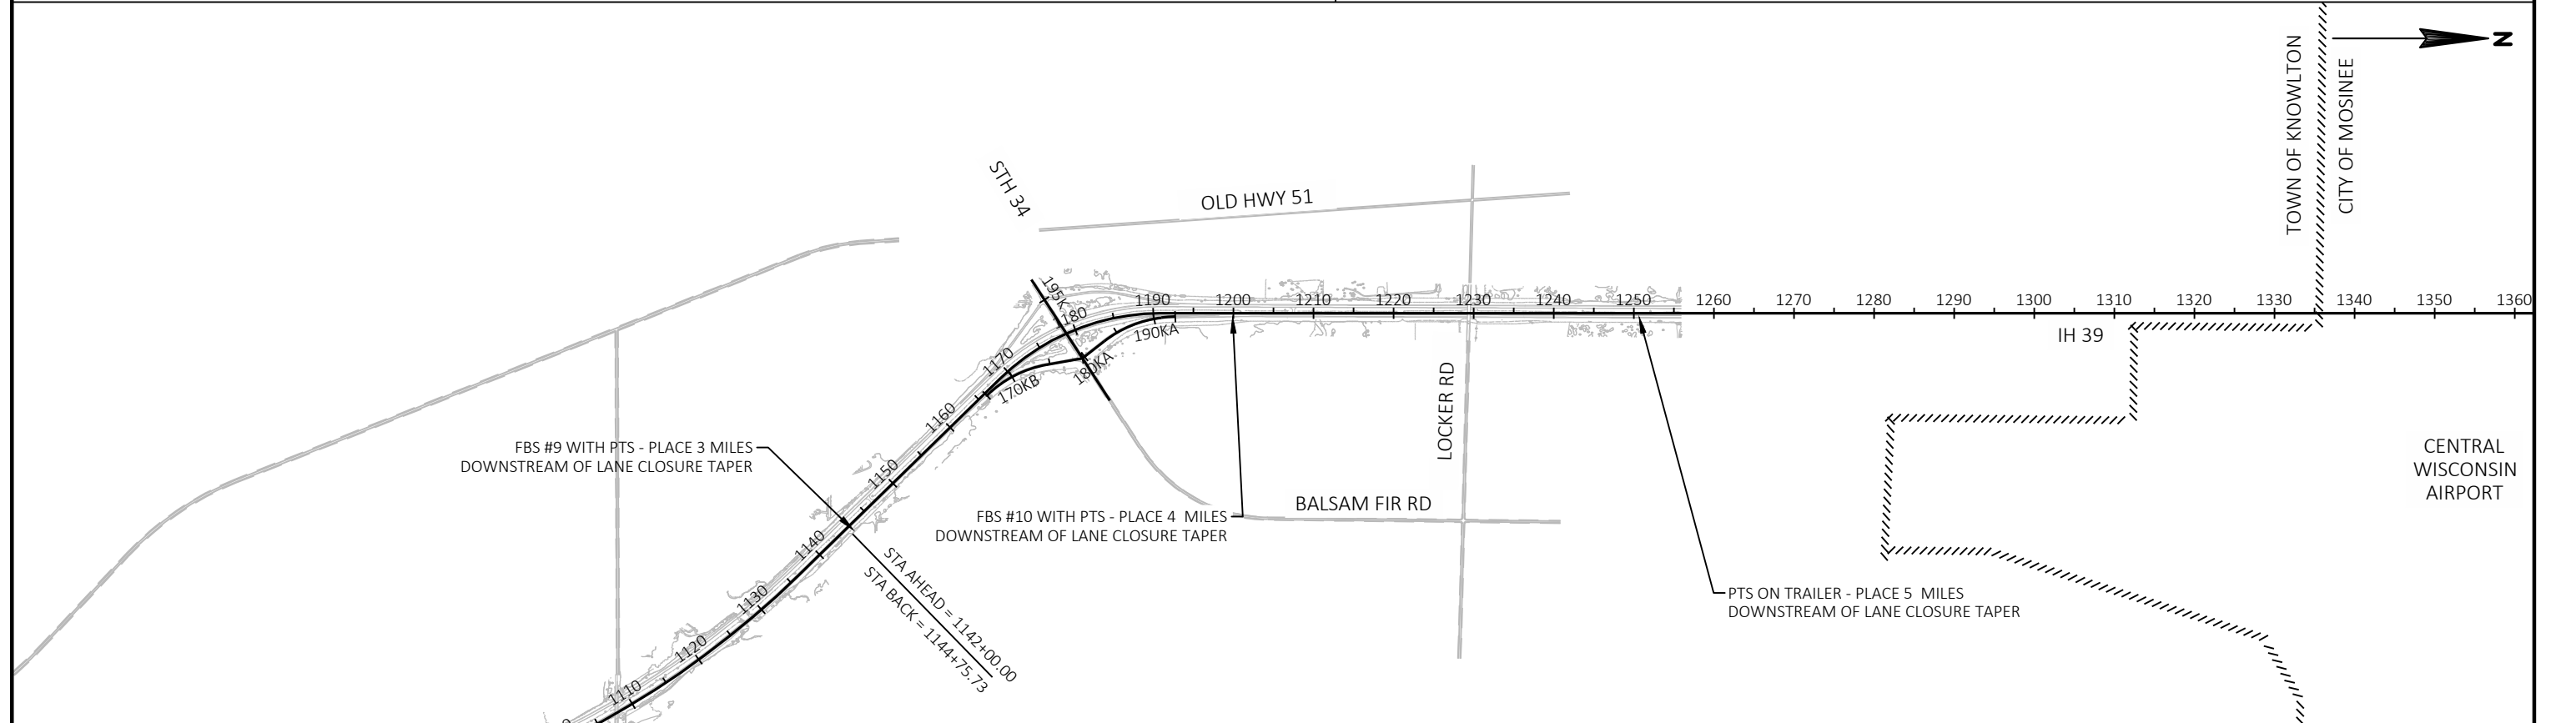 N
TOWN OF KNOWLTON
CITY OF MOSINEE
STH 34
OLD HWY 51
195K
180
1190
1200
1210
1220
1230
1240
1250
1260
1270
1280
1290
1300
1310
1320
1330
1340
1350
1360
190KA
180KA
IH 39
1170
170KB
LOCKER RD
1160
FBS #9 WITH PTS - PLACE 3 MILES
DOWNSTREAM OF LANE CLOSURE TAPER
1150
CENTRAL
WISCONSIN
AIRPORT
BALSAM FIR RD
FBS #10 WITH PTS - PLACE 4 MILES
DOWNSTREAM OF LANE CLOSURE TAPER
1140
STA AHEAD = 1142+00.00
STA BACK = 1144+75.73
1130
PTS ON TRAILER - PLACE 5 MILES
DOWNSTREAM OF LANE CLOSURE TAPER
1120
1110